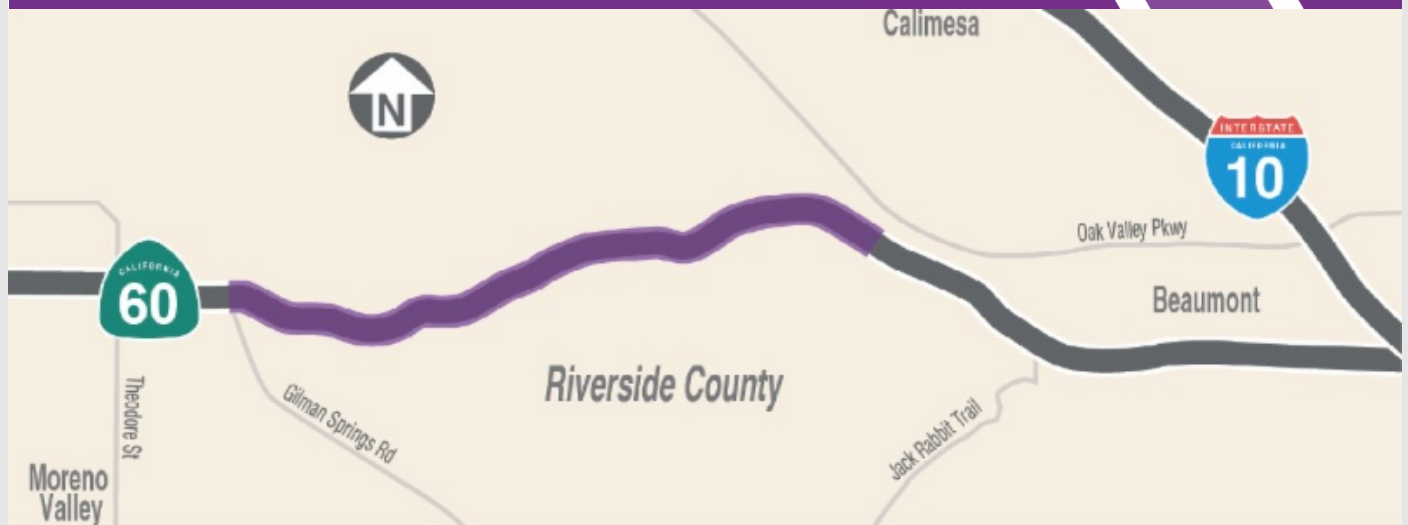 Calimesa
N
INTERSTATE
CALIFORNIA
10
Oak Valley Pkwy
CALIFORNIA
60
Beaumont
Riverside County
Theodore St
Gilman Springs Rd
Jack Rabbit Trail
Moreno
Valley